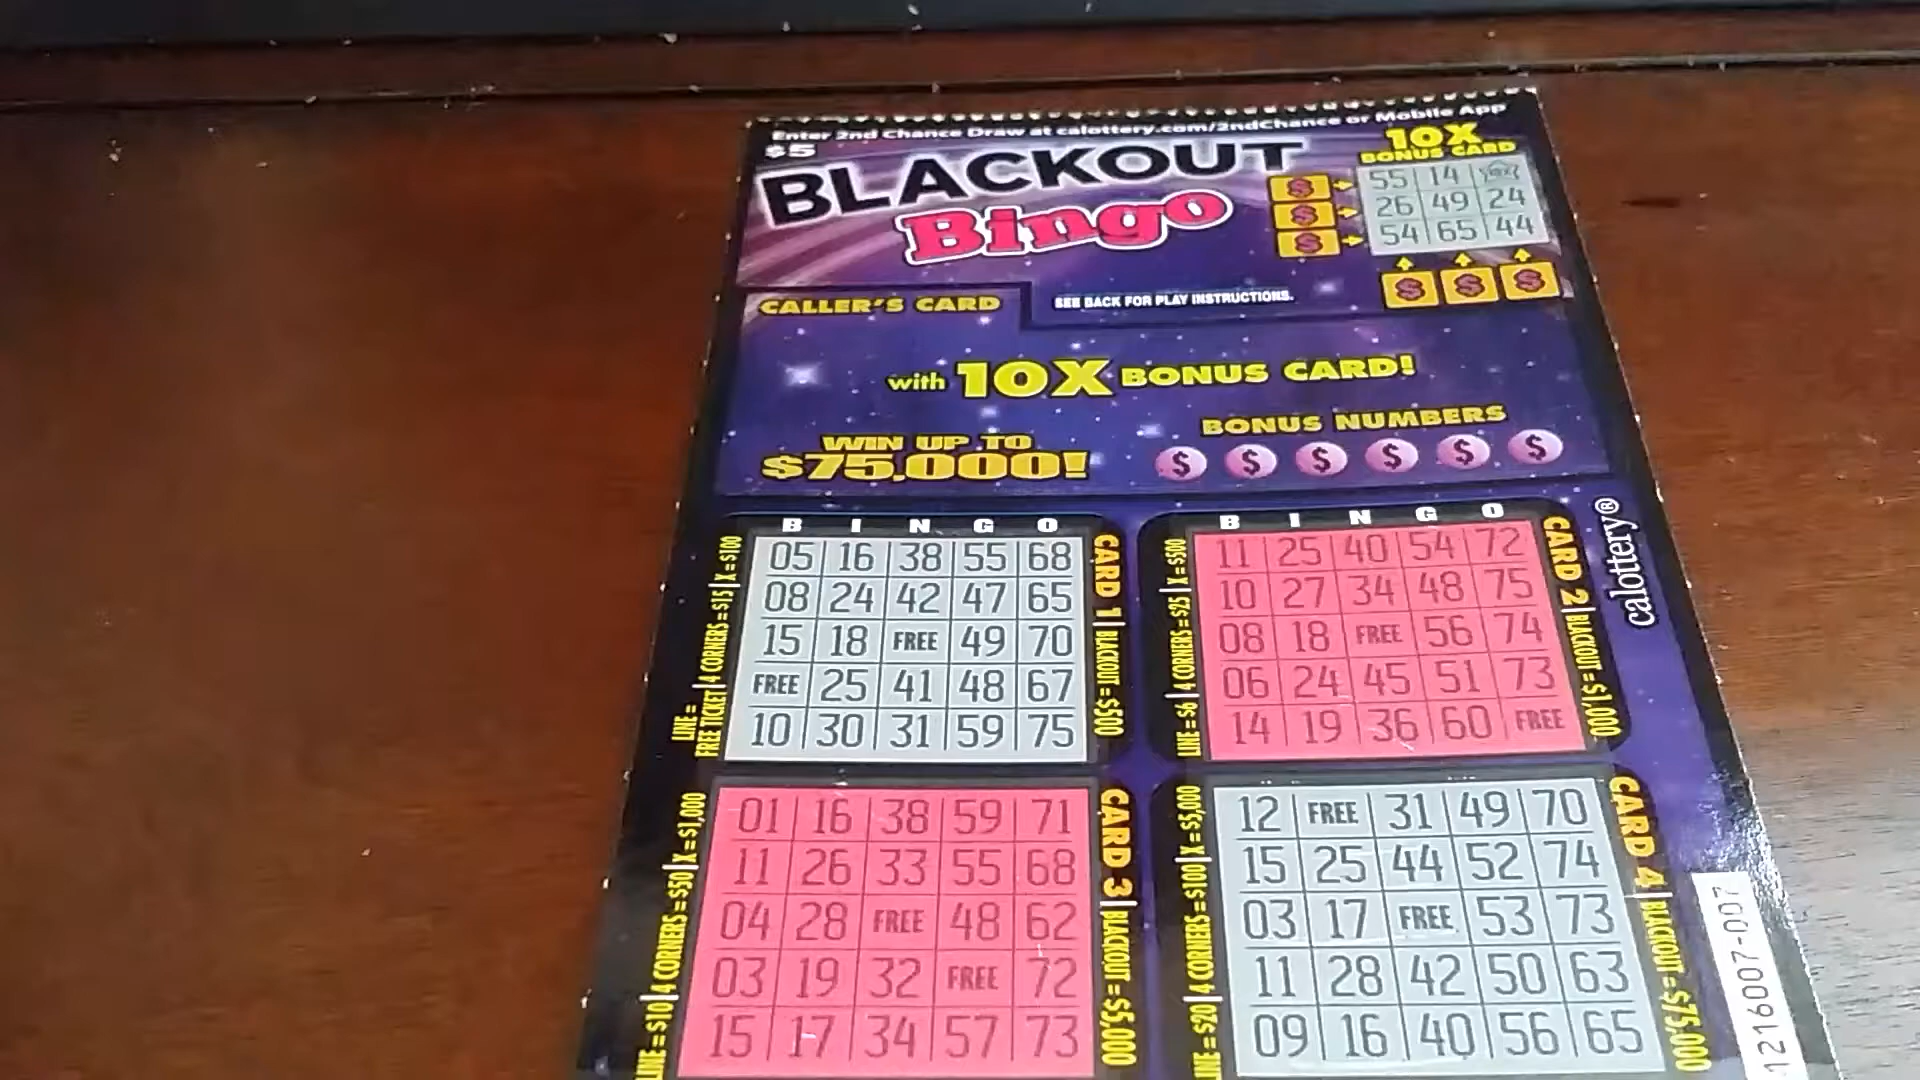 Enter 2nd Chance Draw at calottery.com/2ndChance or Mobile App
$5
BLACKOUT
Bingo
10X
BONUS CARD
$ 55 14
$ 26 49 24
$ 54 65 44
$ $ $
CALLER'S CARD
SEE BACK FOR PLAY INSTRUCTIONS.
with 10X BONUS CARD!
WIN UP TO
$75,000!
BONUS NUMBERS
$ $ $ $ $ $
B I N G O
05 16 38 55 68
08 24 42 47 65
15 18 FREE 49 70
FREE 25 41 48 67
10 30 31 59 75
LINE =
FREE TICKET | 4 CORNERS = $15 | X = $100
CARD 1 | BLACKOUT = $500
B I N G O
11 25 40 54 72
10 27 34 48 75
08 18 FREE 56 74
06 24 45 51 73
14 19 36 60 FREE
LINE = $6 | 4 CORNERS = $25 | X = $500
CARD 2 | BLACKOUT = $1,000
calottery®
01 16 38 59 71
11 26 33 55 68
04 28 FREE 48 62
03 19 32 FREE 72
15 17 34 57 73
LINE = $10 | 4 CORNERS = $50 | X = $1,000
CARD 3 | BLACKOUT = $5,000
12 FREE 31 49 70
15 25 44 52 74
03 17 FREE 53 73
11 28 42 50 63
09 16 40 56 65
LINE = $20 | 4 CORNERS = $100 | X = $5,000
CARD 4 | BLACKOUT = $75,000
1216007-007